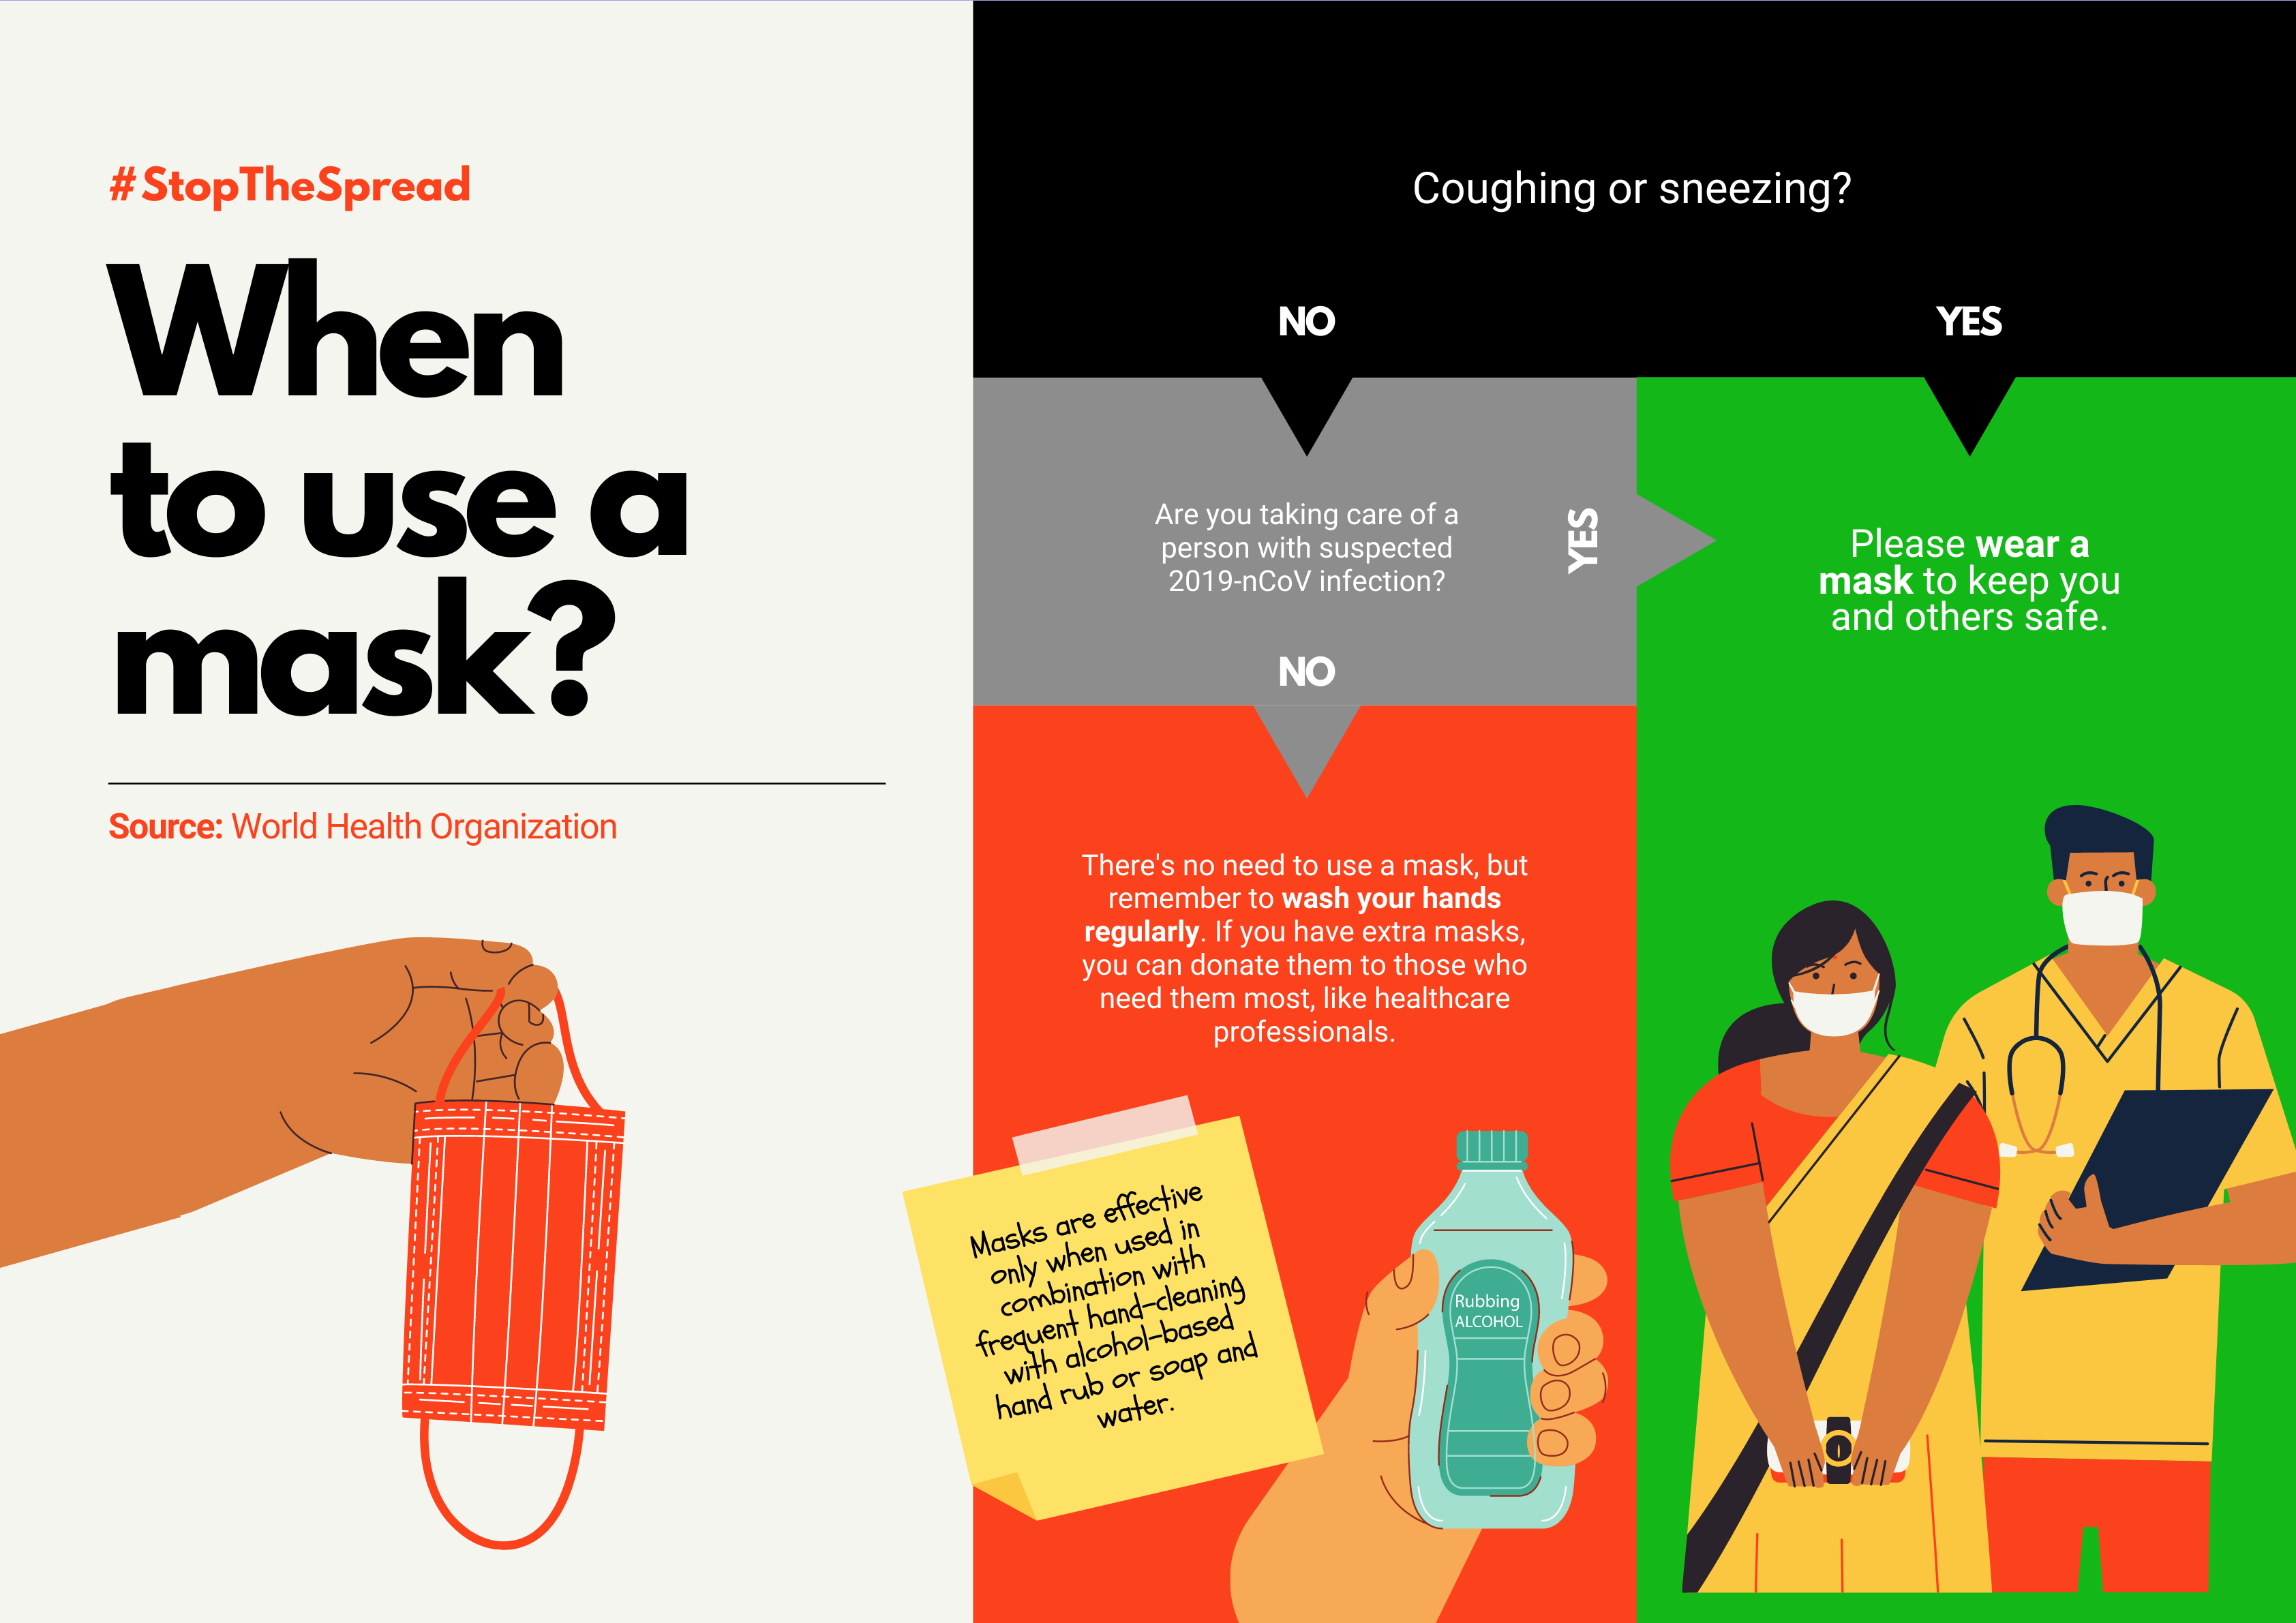 #StopTheSpread
When
to use a
mask?
Source: World Health Organization
Coughing or sneezing?
NO
YES
Are you taking care of a
person with suspected
2019-nCoV infection?
YES
NO
Please wear a
mask to keep you
and others safe.
There's no need to use a mask, but
remember to wash your hands
regularly. If you have extra masks,
you can donate them to those who
need them most, like healthcare
professionals.
Masks are effective
only when used in
combination with
frequent hand-cleaning
with alcohol-based
hand rub or soap and
water.
Rubbing
ALCOHOL